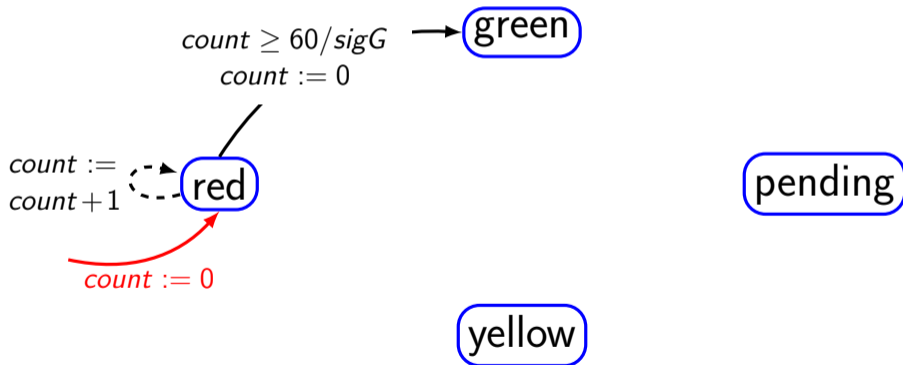 green
count ≥ 60/sigG
count := 0
count :=
count + 1
red
pending
count := 0
yellow